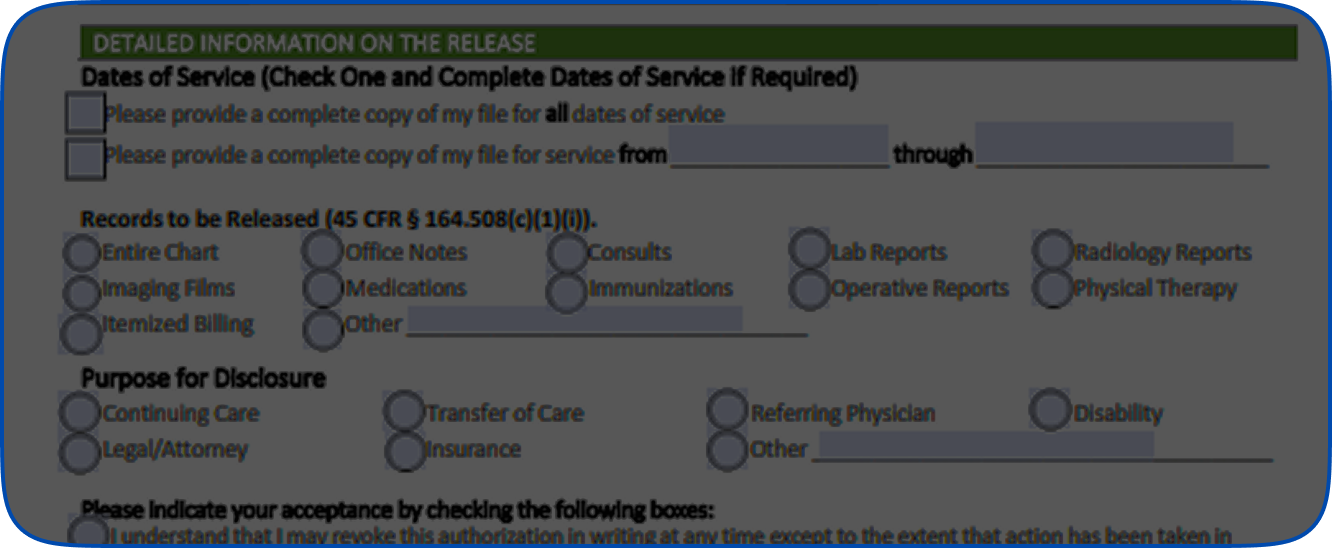 DETAILED INFORMATION ON THE RELEASE
Dates of Service (Check One and Complete Dates of Service if Required)
Please provide a complete copy of my file for all dates of service
Please provide a complete copy of my file for service from through
Records to be Released (45 CFR § 164.508(c)(1)(i)).
Entire Chart Office Notes Consults Lab Reports Radiology Reports
Imaging Films Medications Immunizations Operative Reports Physical Therapy
Itemized Billing Other
Purpose for Disclosure
Continuing Care Transfer of Care Referring Physician Disability
Legal/Attorney Insurance Other
Please indicate your acceptance by checking the following boxes:
I understand that I may revoke this authorization in writing at any time except to the extent that action has been taken in